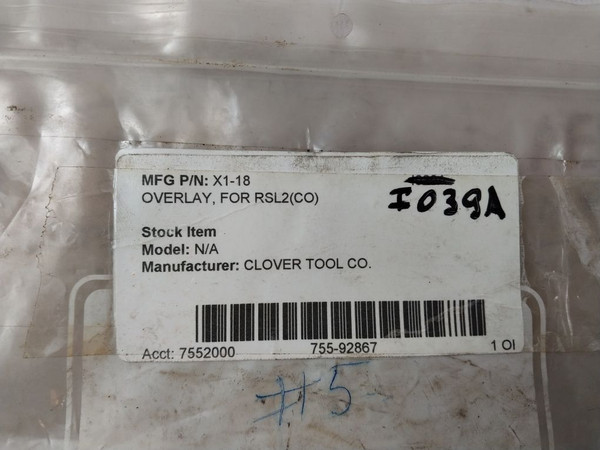 MFG P/N: X1-18
OVERLAY, FOR RSL2(CO)
I039A
Stock Item
Model: N/A
Manufacturer: CLOVER TOOL CO.
Acct: 7552000 755-92867 1 OI
#5